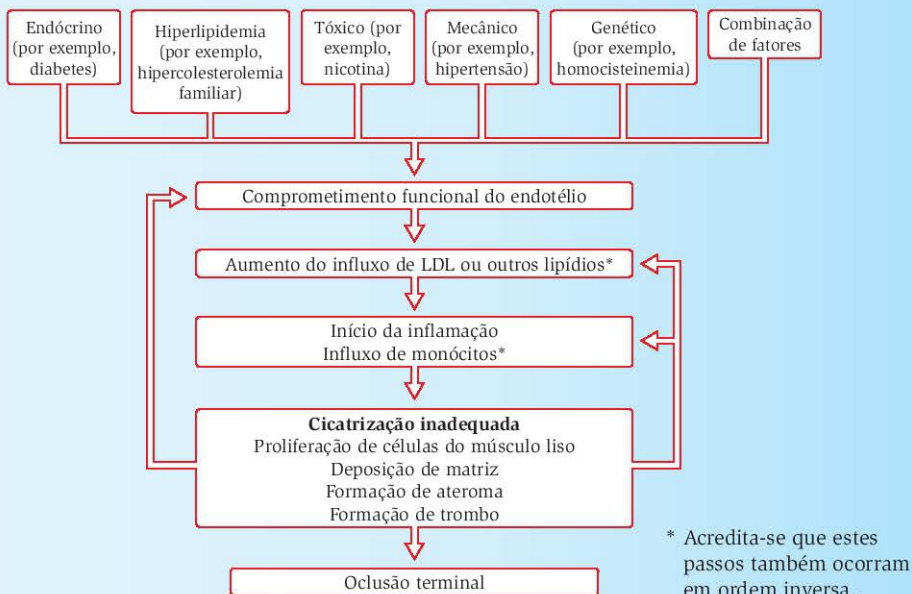 Endócrino
(por exemplo,
diabetes)
Hiperlipidemia
(por exemplo,
hipercolesterolemia
familiar)
Tóxico (por
exemplo,
nicotina)
Mecânico
(por exemplo,
hipertensão)
Genético
(por exemplo,
homocisteinemia)
Combinação
de fatores
Comprometimento funcional do endotélio
Aumento do influxo de LDL ou outros lipídios*
Início da inflamação
Influxo de monócitos*
Cicatrização inadequada
Proliferação de células do músculo liso
Deposição de matriz
Formação de ateroma
Formação de trombo
Oclusão terminal
* Acredita-se que estes
passos também ocorram
em ordem inversa